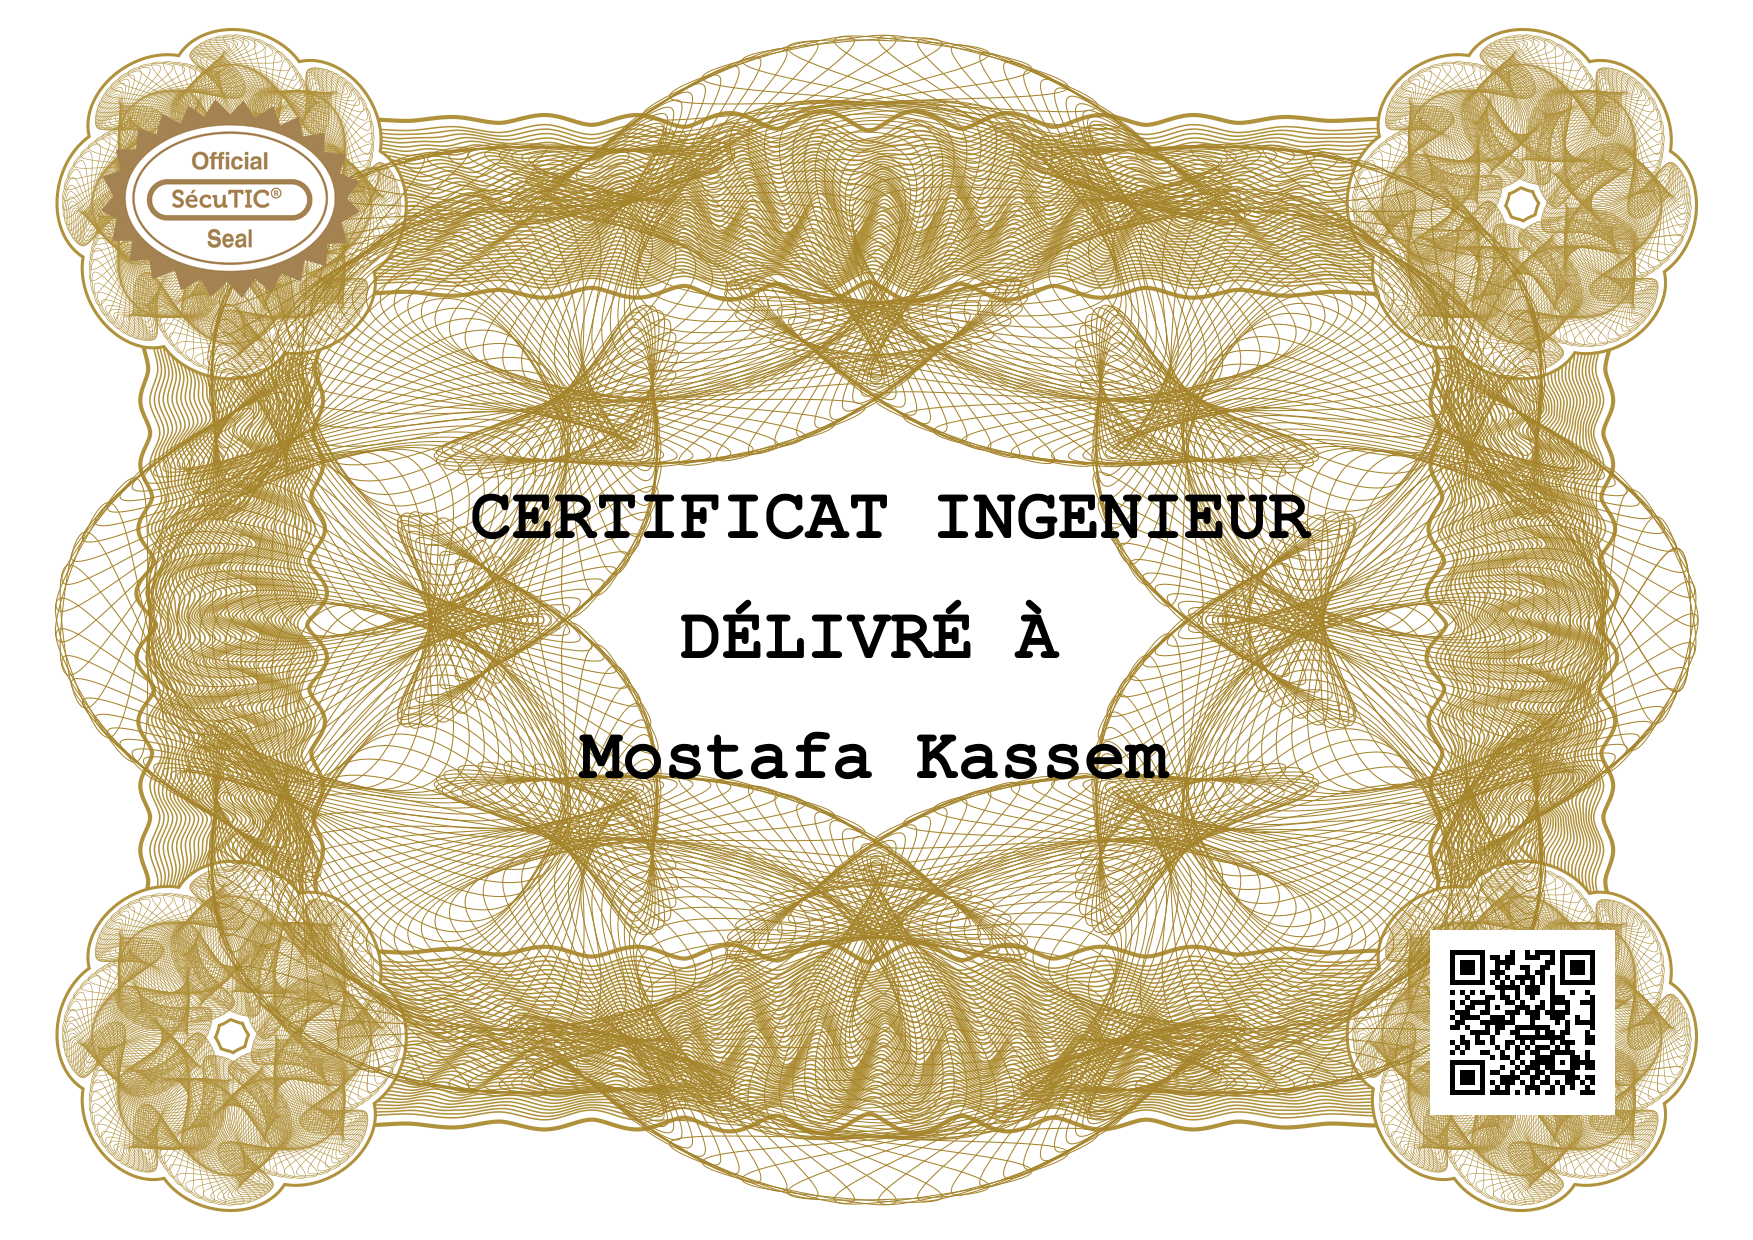 Official
SécuTIC®
Seal
CERTIFICAT INGENIEUR
DÉLIVRÉ À
Mostafa Kassem